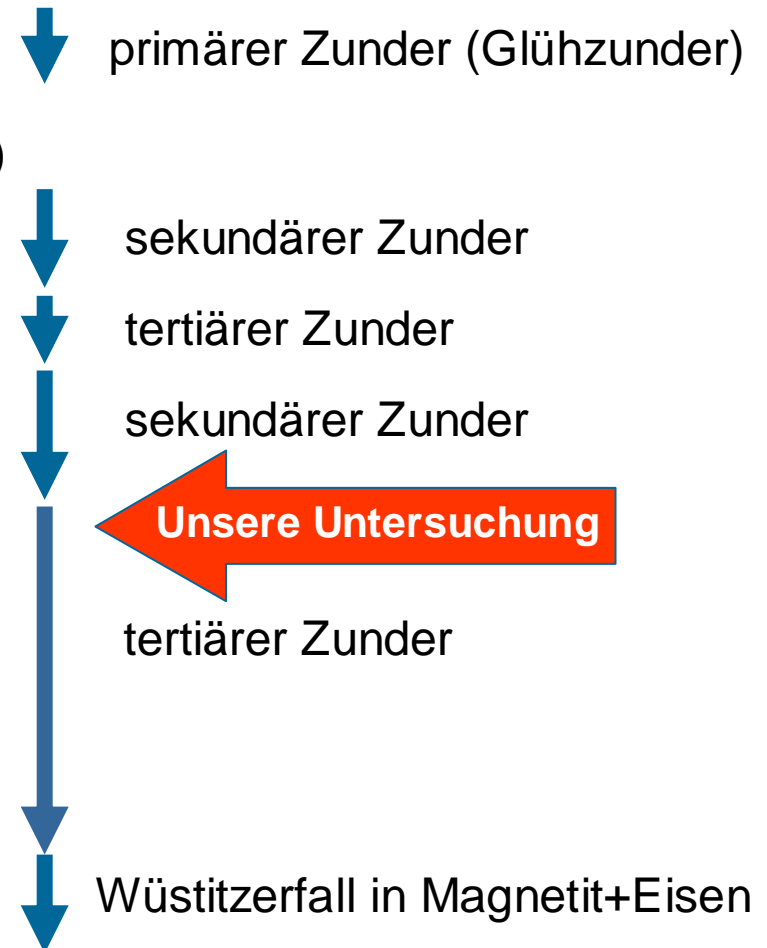 primärer Zunder (Glühzunder)
)
sekundärer Zunder
tertiärer Zunder
sekundärer Zunder
Unsere Untersuchung
tertiärer Zunder
Wüstitzerfall in Magnetit+Eisen